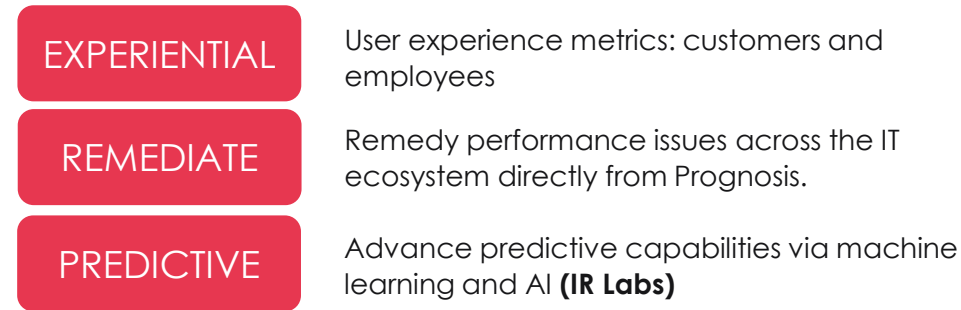 EXPERIENTIAL
User experience metrics: customers and
employees
REMEDIATE
Remedy performance issues across the IT
ecosystem directly from Prognosis.
PREDICTIVE
Advance predictive capabilities via machine
learning and AI (IR Labs)